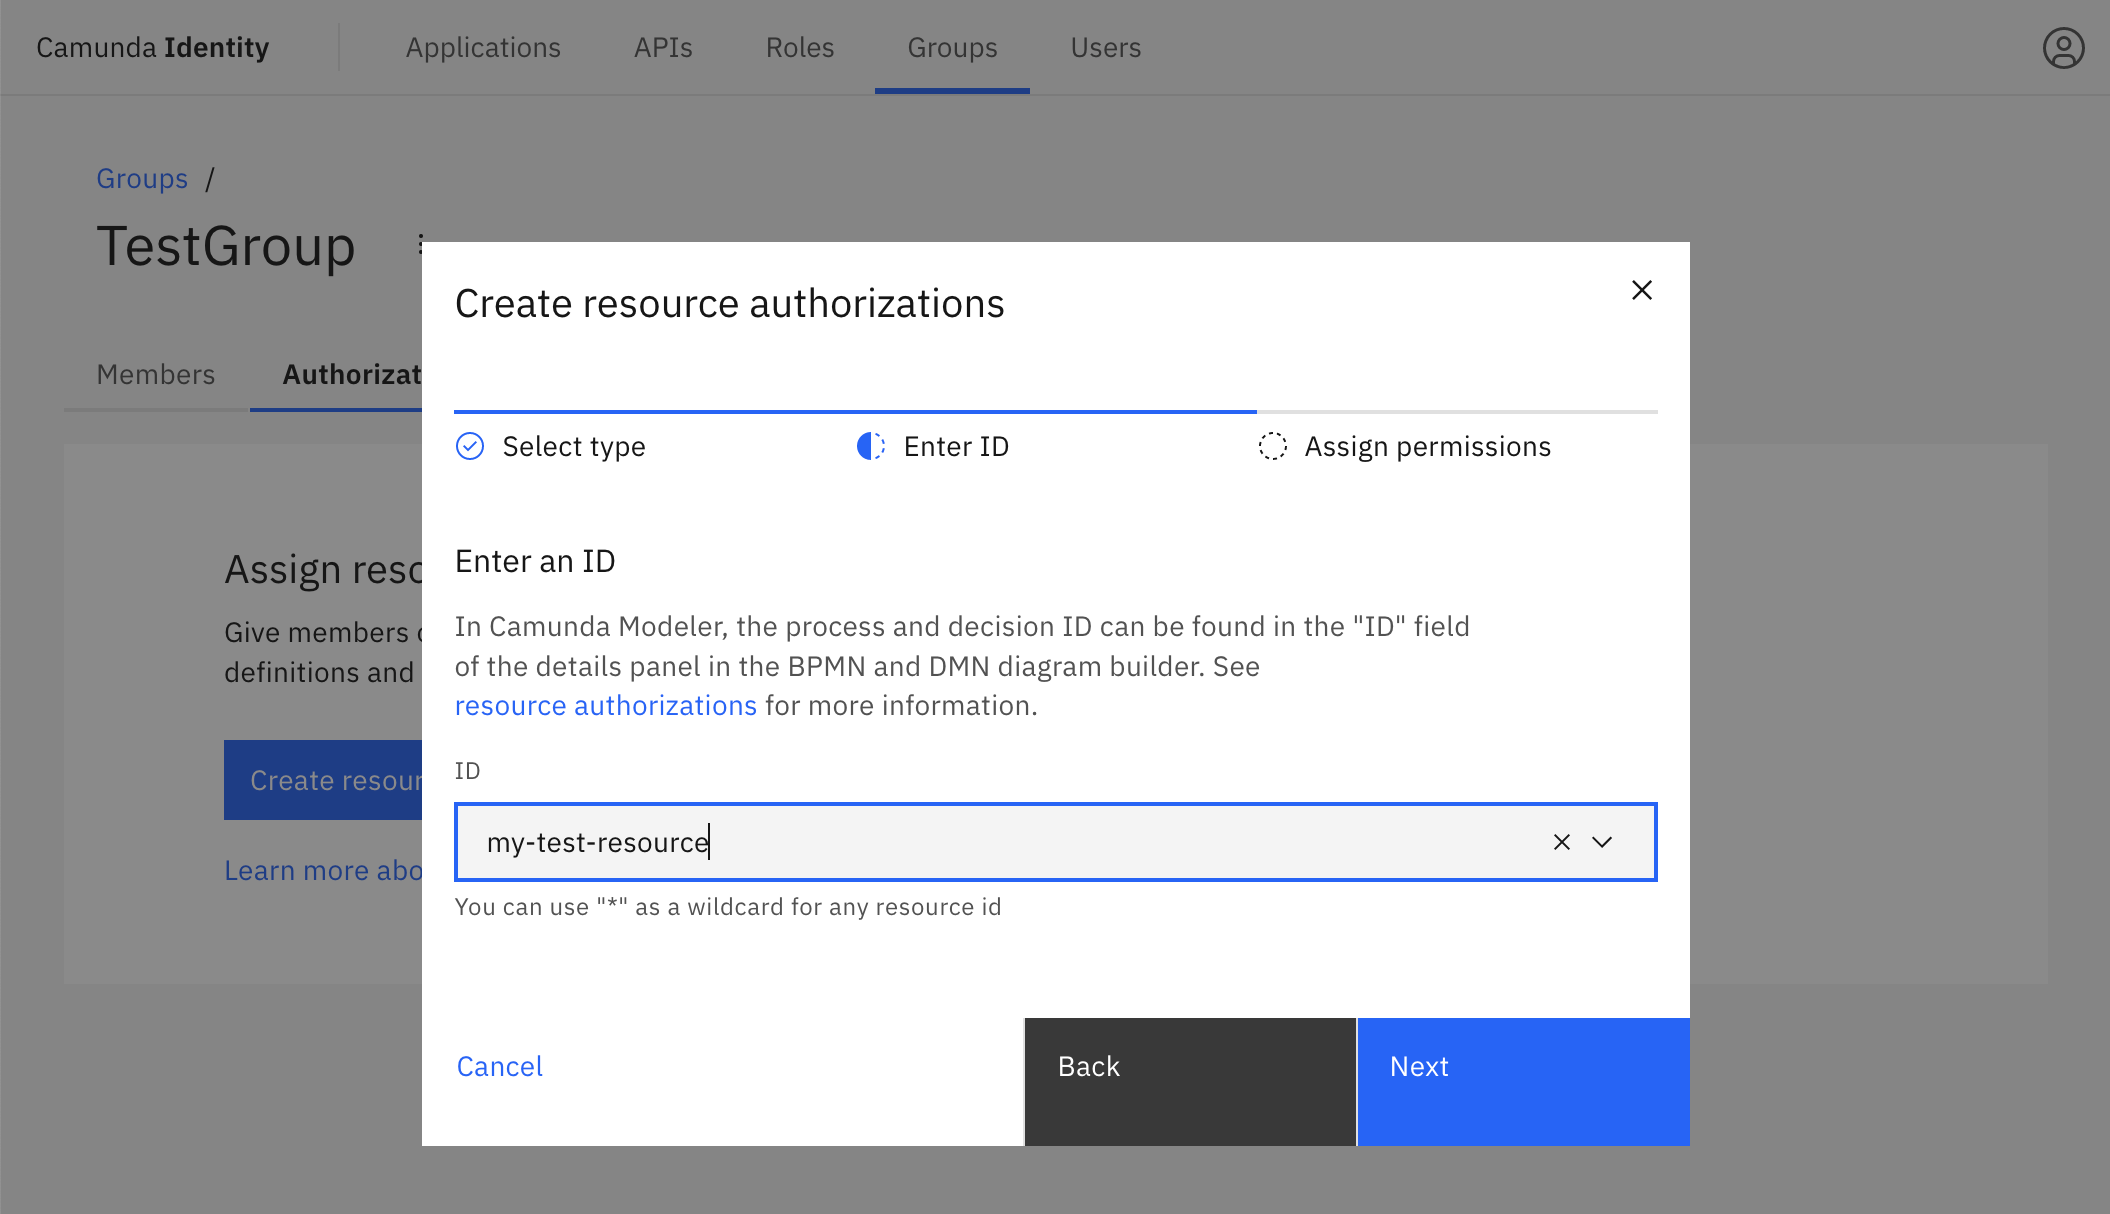 Camunda Identity
Applications
APIs
Roles
Groups
Users
Groups /
TestGroup
Members
Authorizat
Assign reso
Give members
definitions and
Create resour
Learn more abo
Create resource authorizations
Select type
Enter ID
Assign permissions
Enter an ID
In Camunda Modeler, the process and decision ID can be found in the "ID" field
of the details panel in the BPMN and DMN diagram builder. See
resource authorizations for more information.
ID
my-test-resource
You can use "*" as a wildcard for any resource id
Cancel
Back
Next